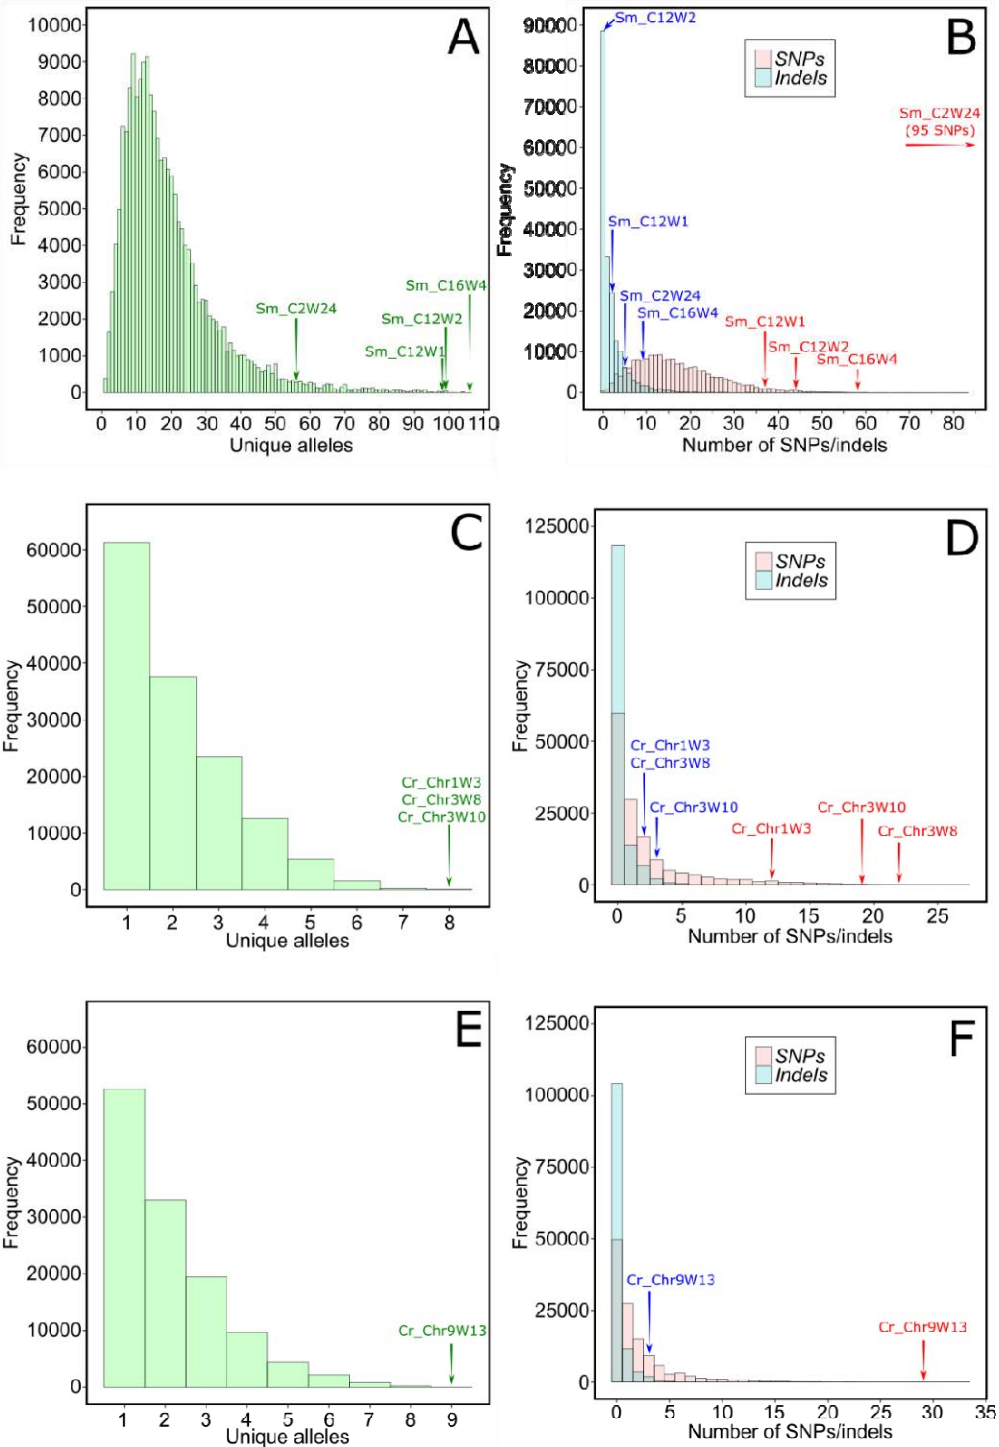 A
10000
9000
8000
7000
6000
5000
4000
3000
2000
1000
0
Frequency
Sm_C16W4
Sm_C2W24
Sm_C12W2
Sm_C12W1
0 10 20 30 40 50 60 70 80 90 100 110
Unique alleles
B
90000
80000
70000
60000
50000
40000
30000
20000
10000
0
Frequency
Sm_C12W2
SNPs
Indels
Sm_C2W24
(95 SNPs)
Sm_C12W1
Sm_C2W24
Sm_C16W4
Sm_C12W1
Sm_C12W2
Sm_C16W4
0 10 20 30 40 50 60 70 80
Number of SNPs/indels
C
60000
50000
40000
30000
20000
10000
0
Frequency
Cr_Chr1W3
Cr_Chr3W8
Cr_Chr3W10
1 2 3 4 5 6 7 8
Unique alleles
D
125000
100000
75000
50000
25000
0
Frequency
SNPs
Indels
Cr_Chr1W3
Cr_Chr3W8
Cr_Chr3W10
Cr_Chr1W3
Cr_Chr3W10
Cr_Chr3W8
0 5 10 15 20 25
Number of SNPs/indels
E
60000
50000
40000
30000
20000
10000
0
Frequency
Cr_Chr9W13
1 2 3 4 5 6 7 8 9
Unique alleles
F
125000
100000
75000
50000
25000
0
Frequency
SNPs
Indels
Cr_Chr9W13
Cr_Chr9W13
0 5 10 15 20 25 30 35
Number of SNPs/indels